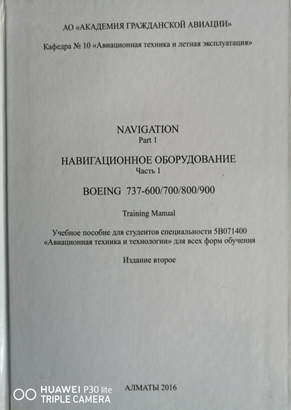 АО «АКАДЕМИЯ ГРАЖДАНСКОЙ АВИАЦИИ»
Кафедра № 10 «Авиационная техника и летная эксплуатация»
NAVIGATION
Part 1
НАВИГАЦИОННОЕ ОБОРУДОВАНИЕ
Часть 1
BOEING 737-600/700/800/900
Training Manual
Учебное пособие для студентов специальности 5В071400
«Авиационная техника и технологии» для всех форм обучения
Издание второе
АЛМАТЫ 2016
HUAWEI P30 lite
TRIPLE CAMERA